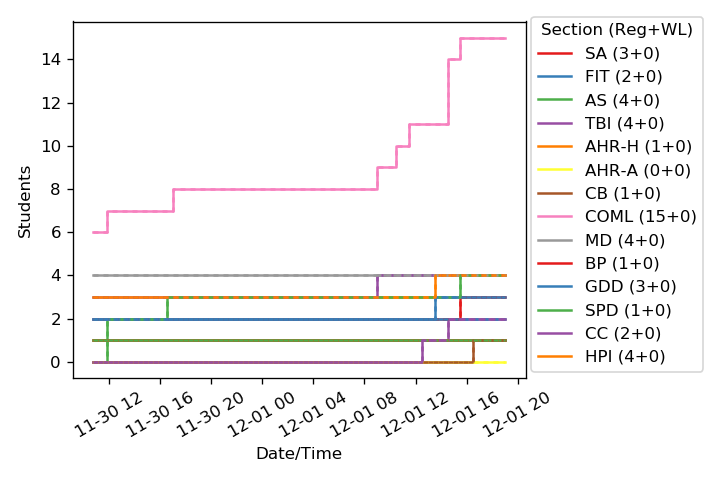 Section (Reg+WL)
SA (3+0)
FIT (2+0)
AS (4+0)
TBI (4+0)
AHR-H (1+0)
AHR-A (0+0)
CB (1+0)
COML (15+0)
MD (4+0)
BP (1+0)
GDD (3+0)
SPD (1+0)
CC (2+0)
HPI (4+0)
Students
14
12
10
8
6
4
2
0
11-30 12
11-30 16
11-30 20
12-01 00
12-01 04
12-01 08
12-01 12
12-01 16
12-01 20
Date/Time